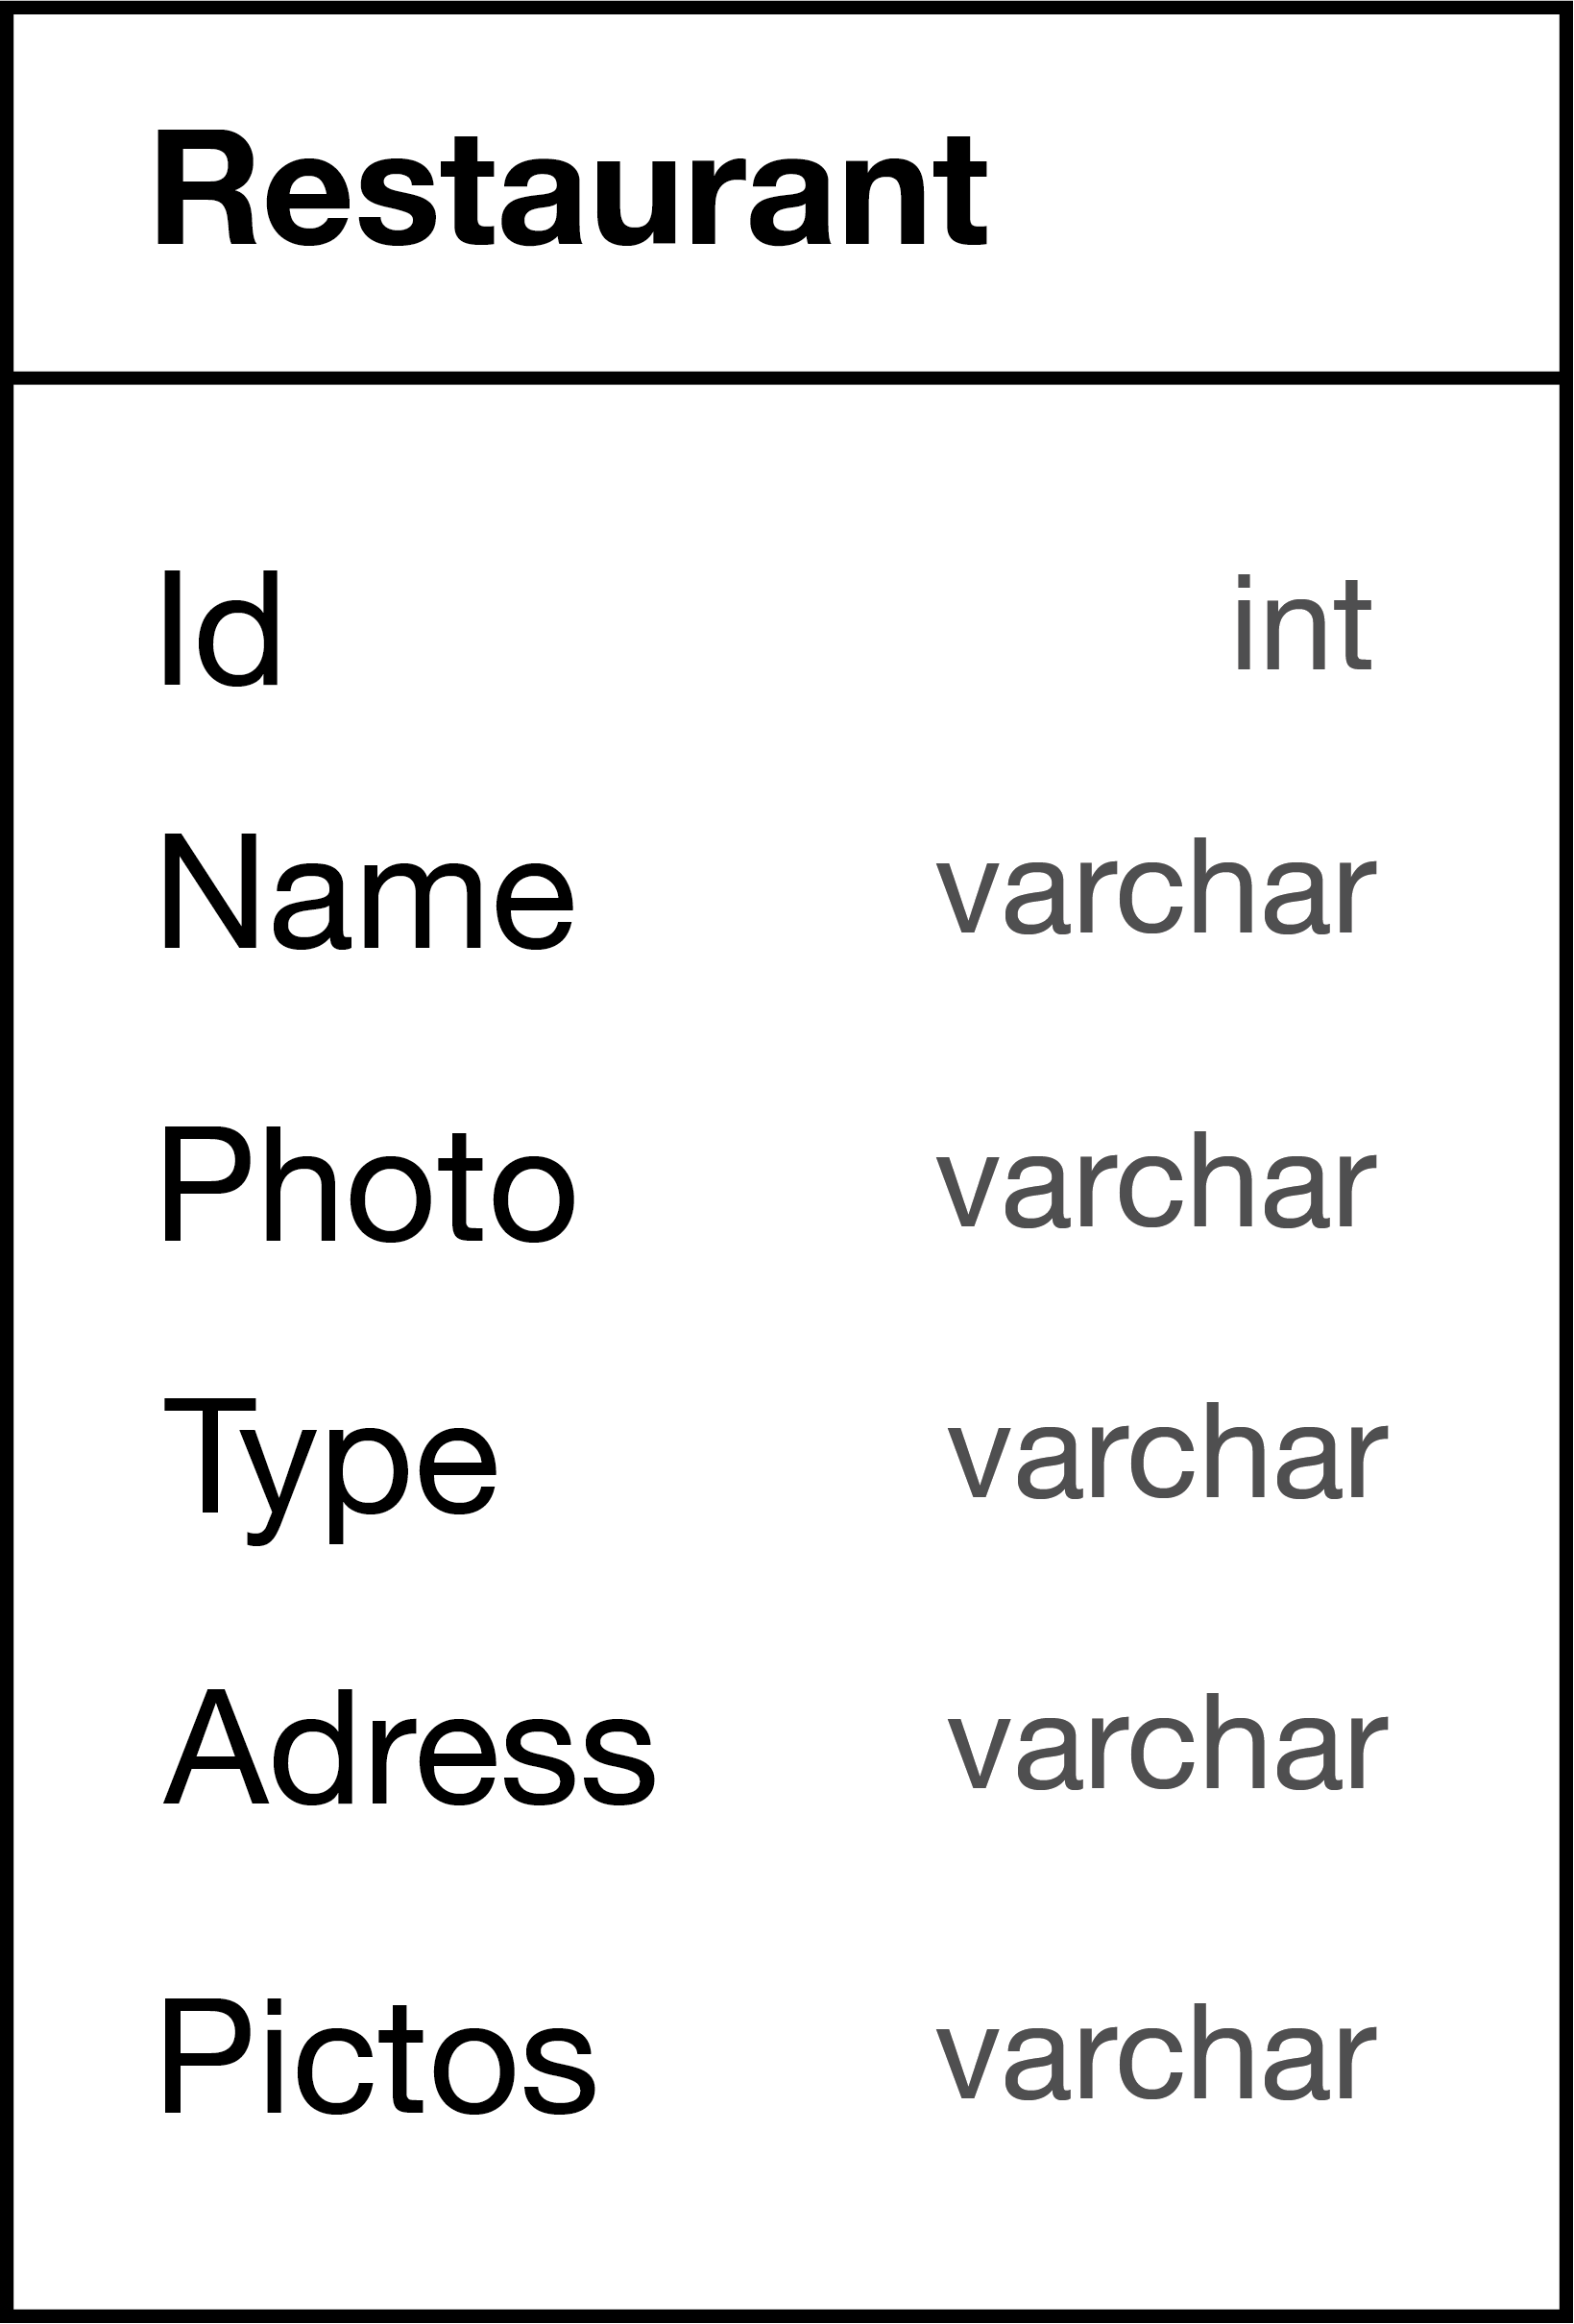 Restaurant
Id int
Name varchar
Photo varchar
Type varchar
Adress varchar
Pictos varchar